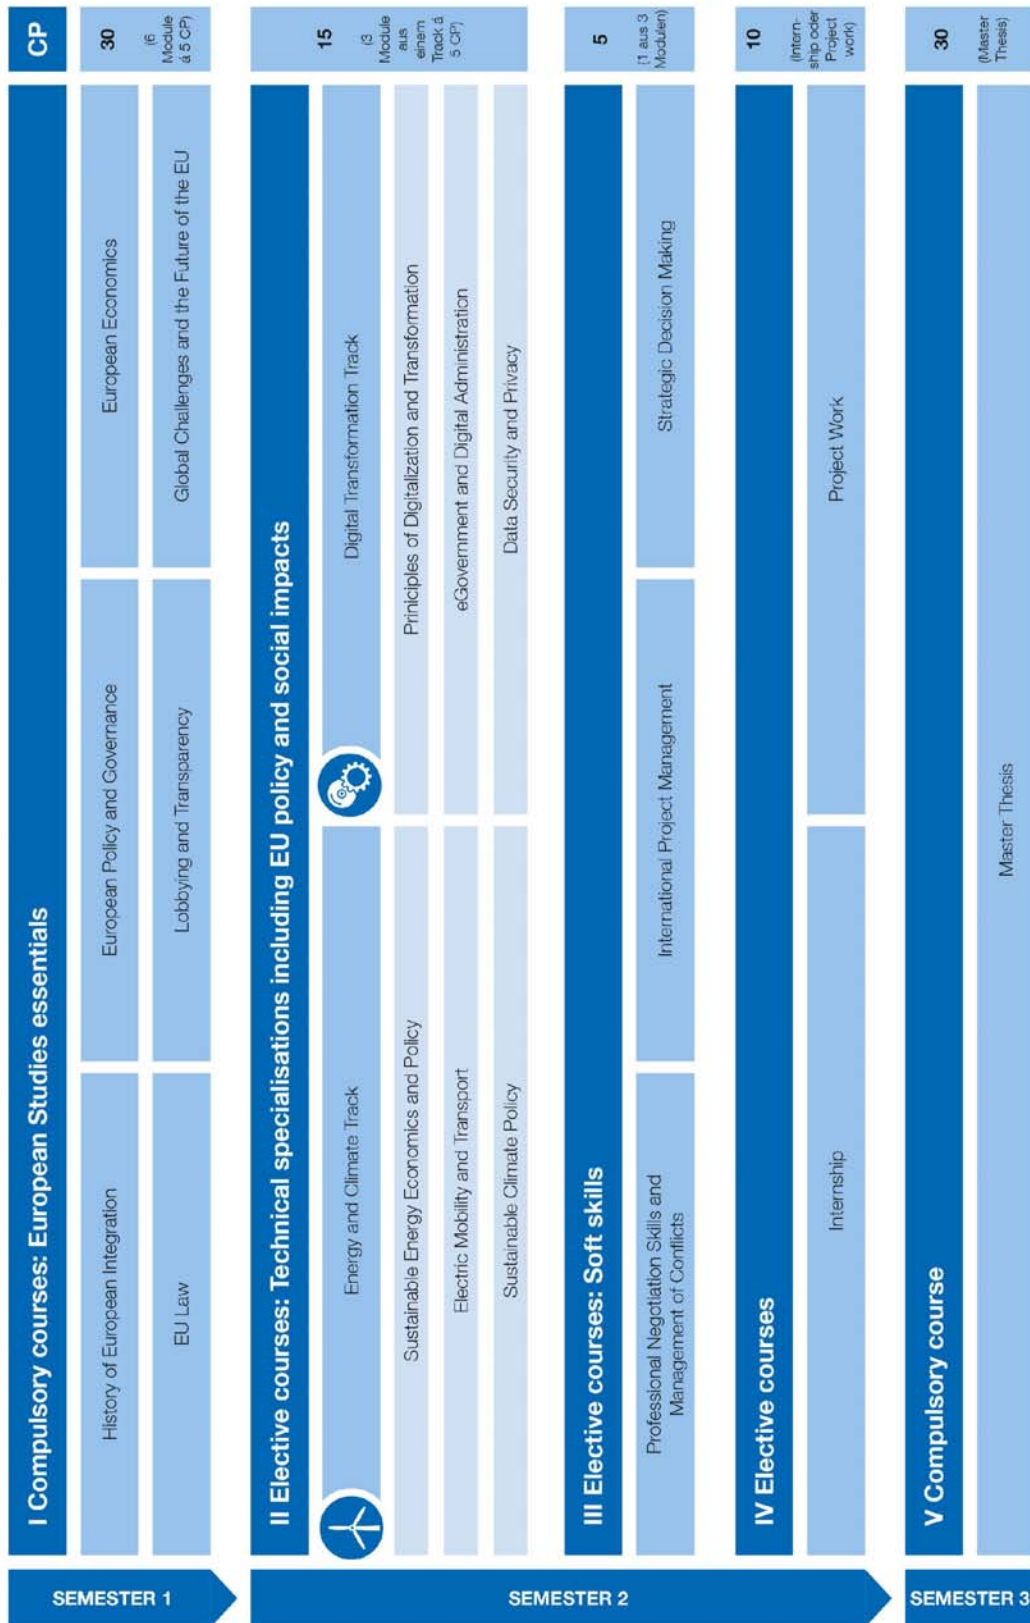 SEMESTER 1
I Compulsory courses: European Studies essentials
CP
History of European Integration
European Policy and Governance
European Economics
EU Law
Lobbying and Transparency
Global Challenges and the Future of the EU
30
(6
Module
á 5 CP)
SEMESTER 2
II Elective courses: Technical specialisations including EU policy and social impacts
Energy and Climate Track
Digital Transformation Track
Sustainable Energy Economics and Policy
Priniciples of Digitalization and Transformation
Electric Mobility and Transport
eGovernment and Digital Administration
Sustainable Climate Policy
Data Security and Privacy
15
(3
Module
aus
einem
Track á
5 CP)
III Elective courses: Soft skills
Professional Negotiation Skills and
Management of Conflicts
International Project Management
Strategic Decision Making
5
(1 aus 3
Modulen)
IV Elective courses
Internship
Project Work
10
(Intern-
ship oder
Project
work)
SEMESTER 3
V Compulsory course
Master Thesis
30
(Master
Thesis)